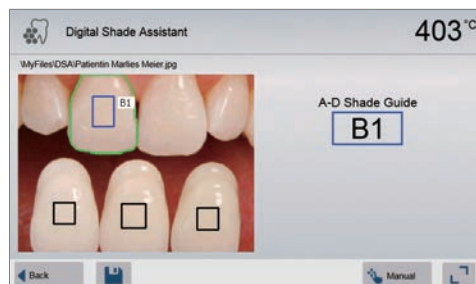 Digital Shade Assistant
403 °C
\MyFiles\DSA\Patientin Marlies Meier.jpg
B1
A-D Shade Guide
B1
Back
Manual